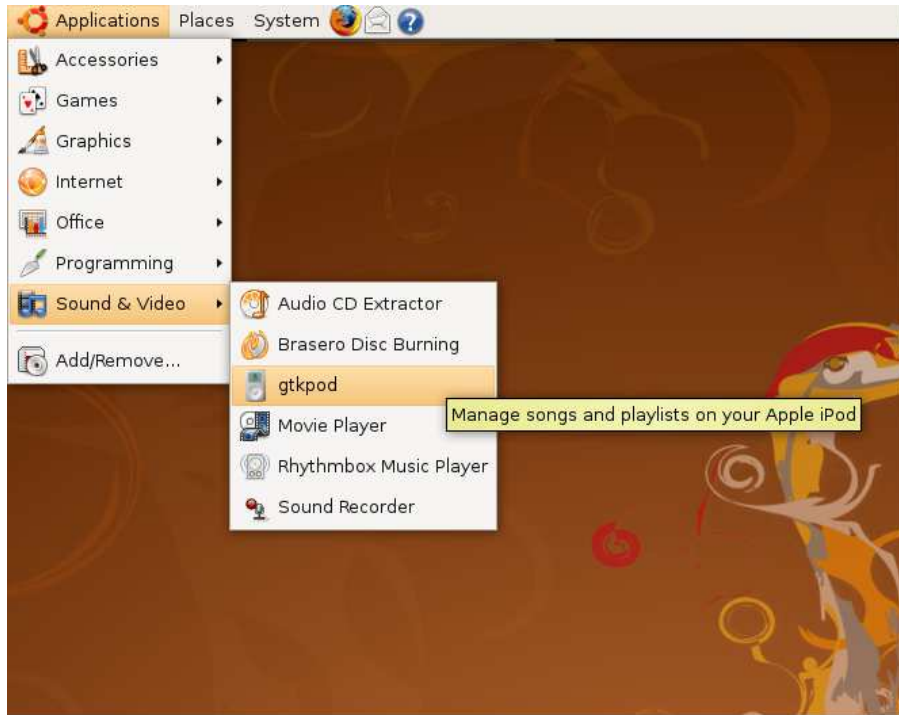 Applications Places System
Accessories
Games
Graphics
Internet
Office
Programming
Sound & Video
Add/Remove...
Audio CD Extractor
Brasero Disc Burning
gtkpod
Manage songs and playlists on your Apple iPod
Movie Player
Rhythmbox Music Player
Sound Recorder